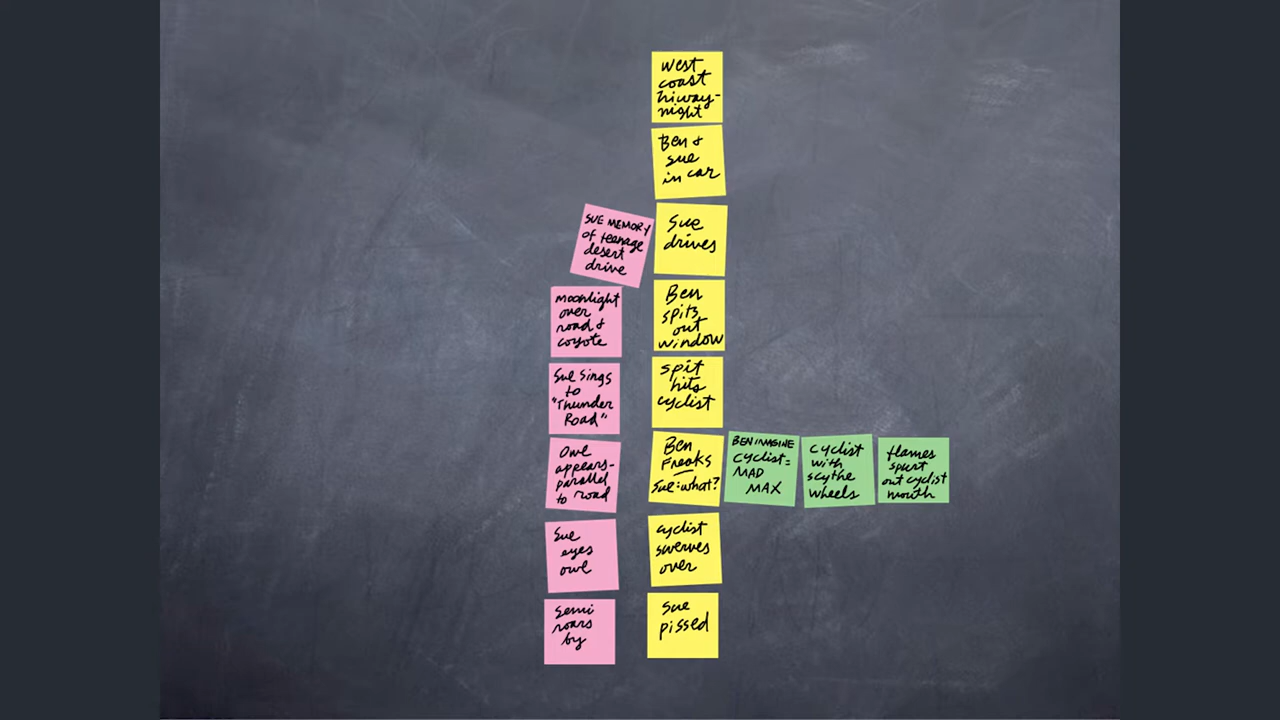 West
coast
hiway-
night
Ben &
Sue
in car
Sue
drives
Ben
spits
out
window
spit
hits
cyclist
Ben
Freaks
Sue: what?
cyclist
swerves
over
Sue
pissed
SUE MEMORY
of teenage
desert
drive
moonlight
over
road &
coyote
Sue sings
to
"Thunder
Road"
Owl
appears-
parallel
to road
Sue
eyes
owl
Semi
roars
by
BEN IMAGINE
cyclist=
MAD
MAX
cyclist
with
scythe
wheels
flames
spurt
out cyclist
mouth